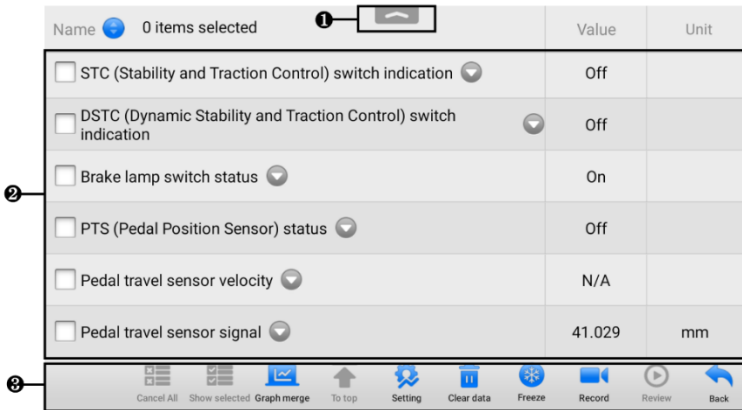 Name 0 items selected ❶ Value Unit
STC (Stability and Traction Control) switch indication Off
DSTC (Dynamic Stability and Traction Control) switch
indication Off
❷ Brake lamp switch status On
PTS (Pedal Position Sensor) status Off
Pedal travel sensor velocity N/A
Pedal travel sensor signal 41.029 mm
❸ Cancel All Show selected Graph merge To top Setting Clear data Freeze Record Review Back